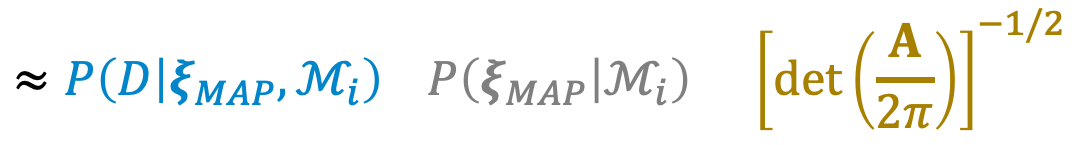 ≈ P(D|ξ_MAP, ℳ_i) P(ξ_MAP|ℳ_i) [det(A/2π)]^{-1/2}